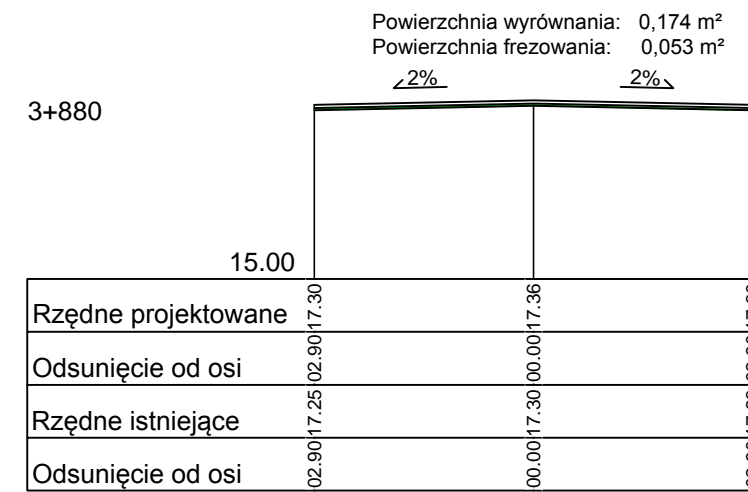 Powierzchnia wyrównania: 0,174 m²
Powierzchnia frezowania: 0,053 m²
2% 2%
3+880
15.00
Rzędne projektowane 17.30 17.36
Odsunięcie od osi 02.90 00.00
Rzędne istniejące 17.25 17.30
Odsunięcie od osi 02.90 00.00